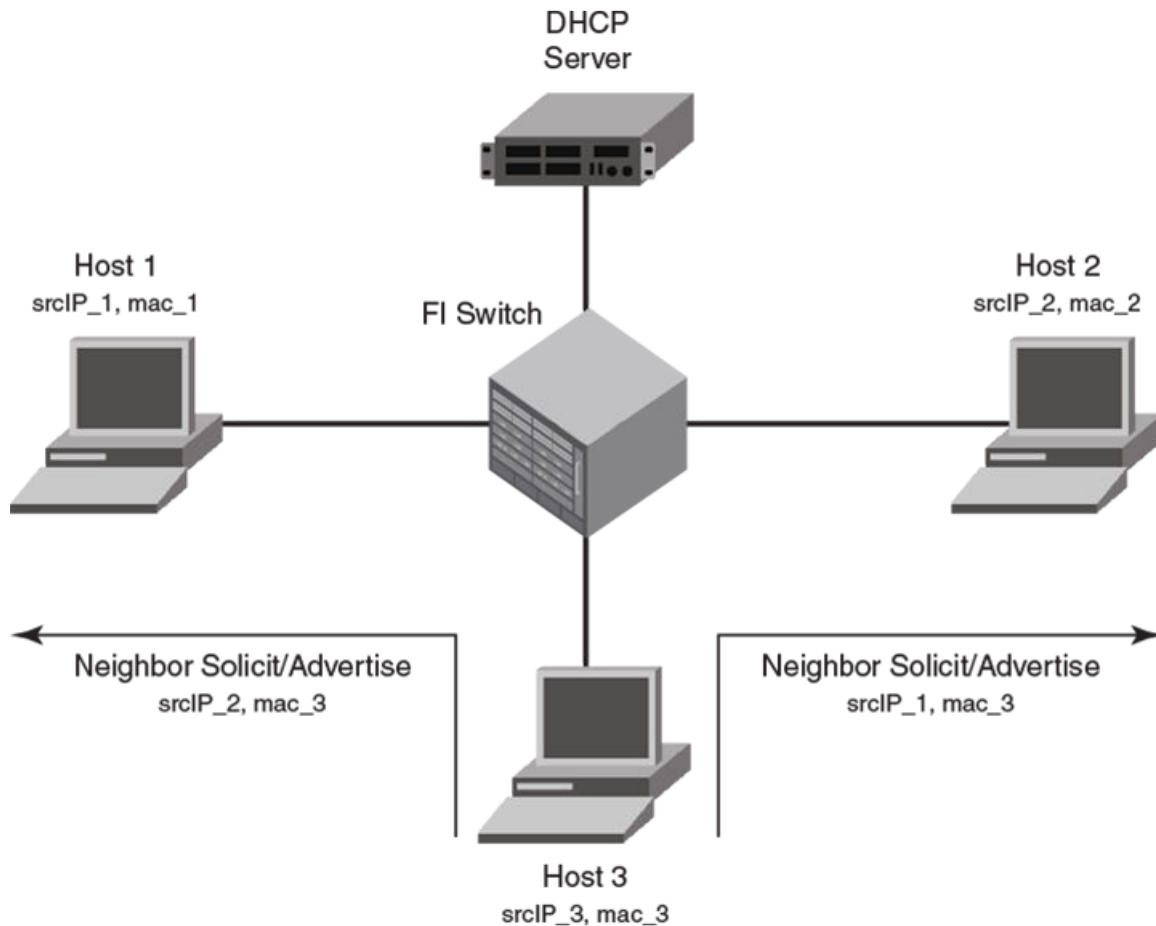 DHCP
Server
Host 1
srcIP_1, mac_1
Host 2
srcIP_2, mac_2
FI Switch
Neighbor Solicit/Advertise
srcIP_2, mac_3
Neighbor Solicit/Advertise
srcIP_1, mac_3
Host 3
srcIP_3, mac_3